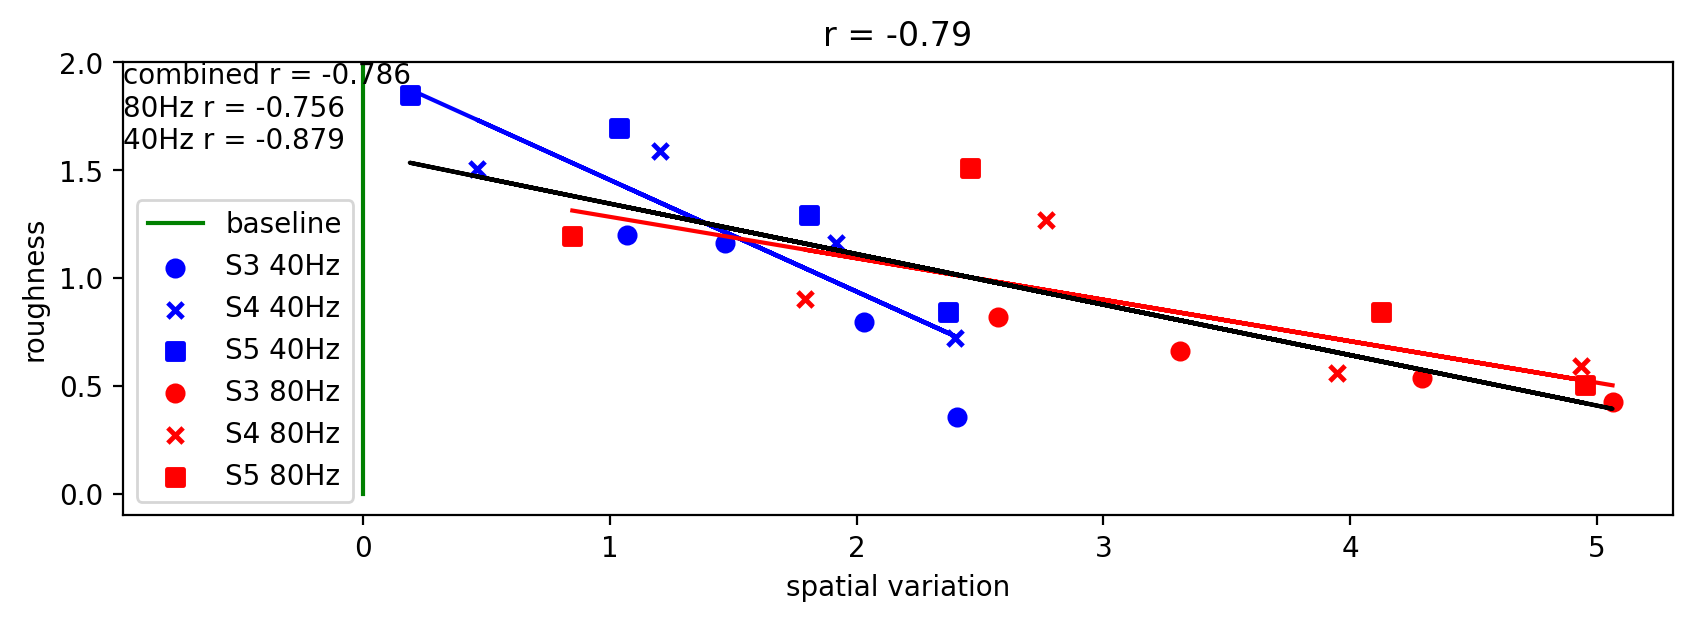 r = -0.79
combined r = -0.786
80Hz r = -0.756
40Hz r = -0.879
2.0
1.5
1.0
0.5
0.0
roughness
baseline
S3 40Hz
S4 40Hz
S5 40Hz
S3 80Hz
S4 80Hz
S5 80Hz
0 1 2 3 4 5
spatial variation